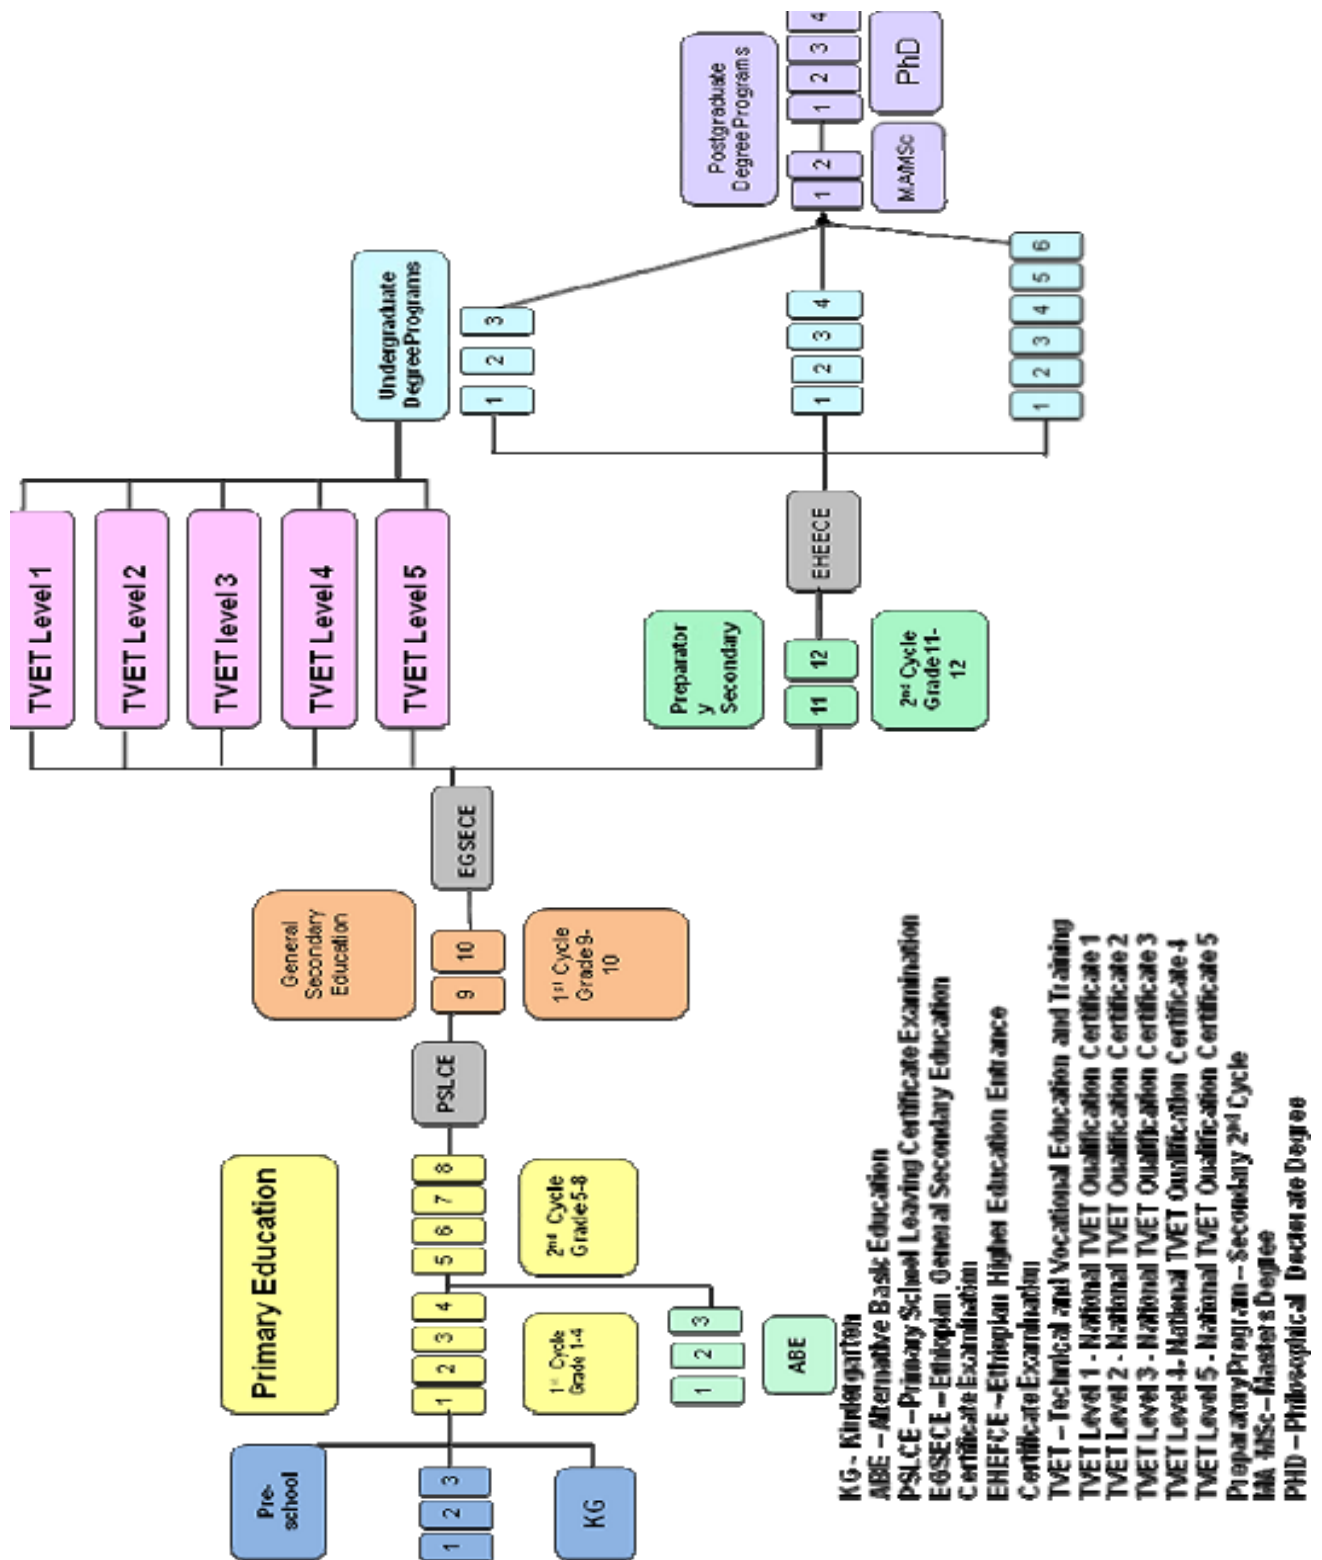 Pre-
school
1
2
3
KG
Primary Education
1
2
3
4
5
6
7
8
1st Cycle
Grade 1-4
2nd Cycle
Grade 5-8
1
2
3
ABE
PSLCE
General
Secondary
Education
9
10
1st Cycle
Grade 9-
10
EGSECE
TVET Level 1
TVET Level 2
TVET level 3
TVET Level 4
TVET Level 5
Preparator
y
Secondary
11
12
2nd Cycle
Grade 11-
12
EHEECE
Undergraduate
Degree Programs
1
2
3
1
2
3
4
1
2
3
4
5
6
Postgraduate
Degree Programs
1
2
1
2
3
4
MA/MSc
PhD
KG - Kindergarten
ABE – Alternative Basic Education
PSLCE – Primary School Leaving Certificate Examination
EGSECE – Ethiopian General Secondary Education
Certificate Examination
EHEECE – Ethiopian Higher Education Entrance
Certificate Examination
TVET – Technical and Vocational Education and Training
TVET Level 1 - National TVET Qualification Certificate 1
TVET Level 2 - National TVET Qualification Certificate 2
TVET Level 3 - National TVET Qualification Certificate 3
TVET Level 4- National TVET Qualification Certificate 4
TVET Level 5 - National TVET Qualification Certificate 5
Preparatory Program – Secondary 2nd Cycle
MA/MSc – Masters Degree
PHD – Philosophical Doctorate Degree